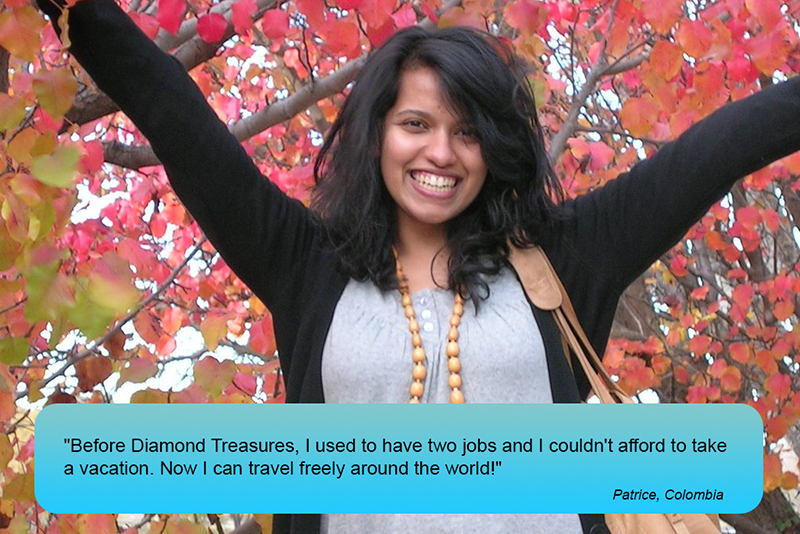 "Before Diamond Treasures, I used to have two jobs and I couldn't afford to take
a vacation. Now I can travel freely around the world!"
Patrice, Colombia